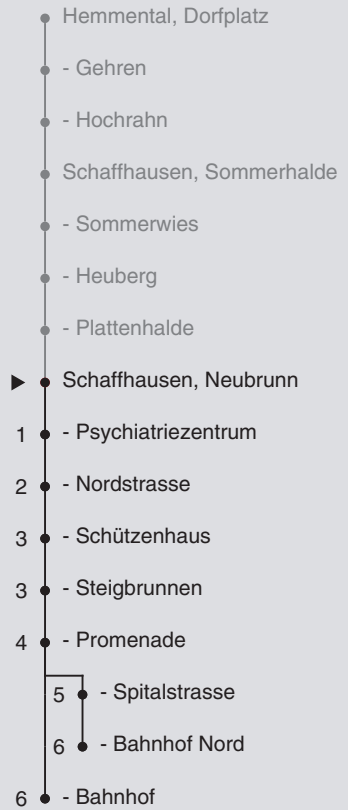 Hemmental, Dorfplatz
- Gehren
- Hochrahn
Schaffhausen, Sommerhalde
- Sommerwies
- Heuberg
- Plattenhalde
Schaffhausen, Neubrunn
1 - Psychiatriezentrum
2 - Nordstrasse
3 - Schützenhaus
3 - Steigbrunnen
4 - Promenade
5 - Spitalstrasse
6 - Bahnhof Nord
6 - Bahnhof